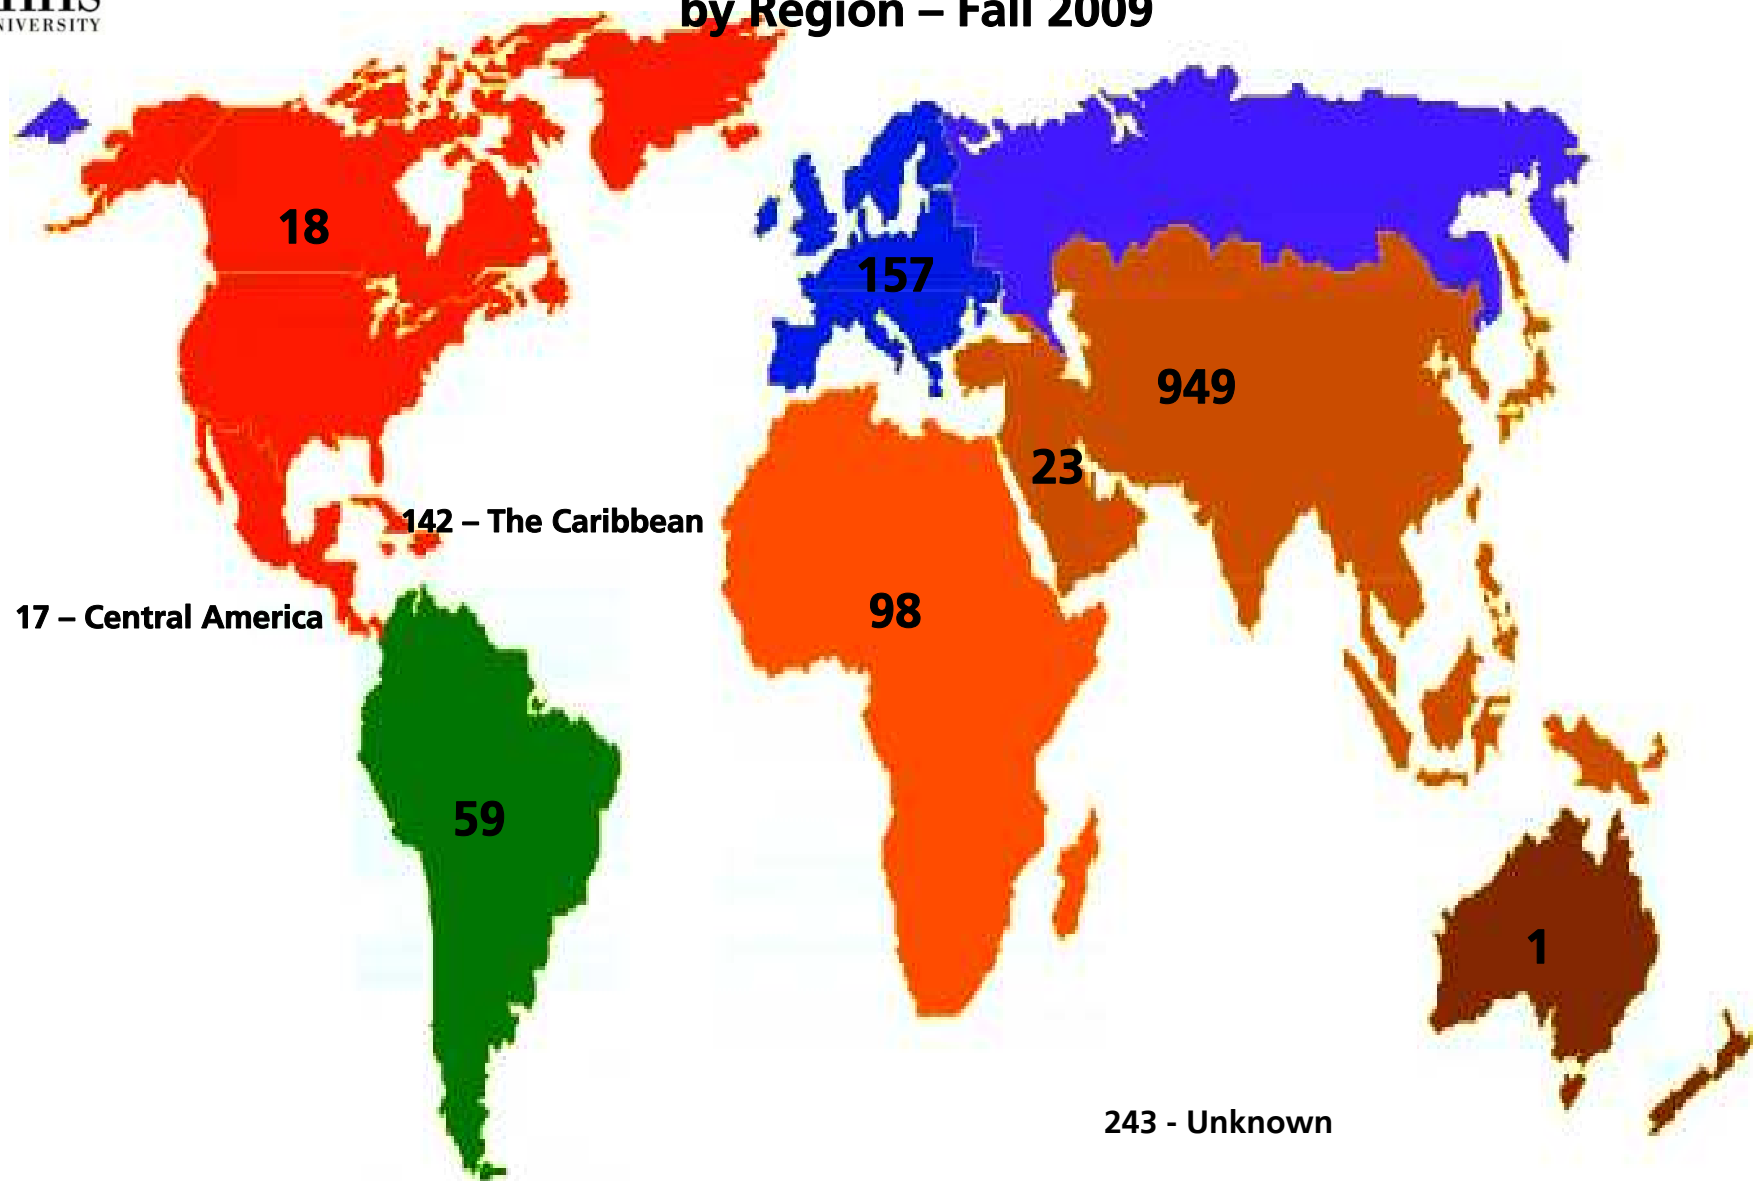 NIVERSITY
by Region – Fall 2009
18
157
949
23
142 – The Caribbean
98
17 – Central America
59
1
243 - Unknown